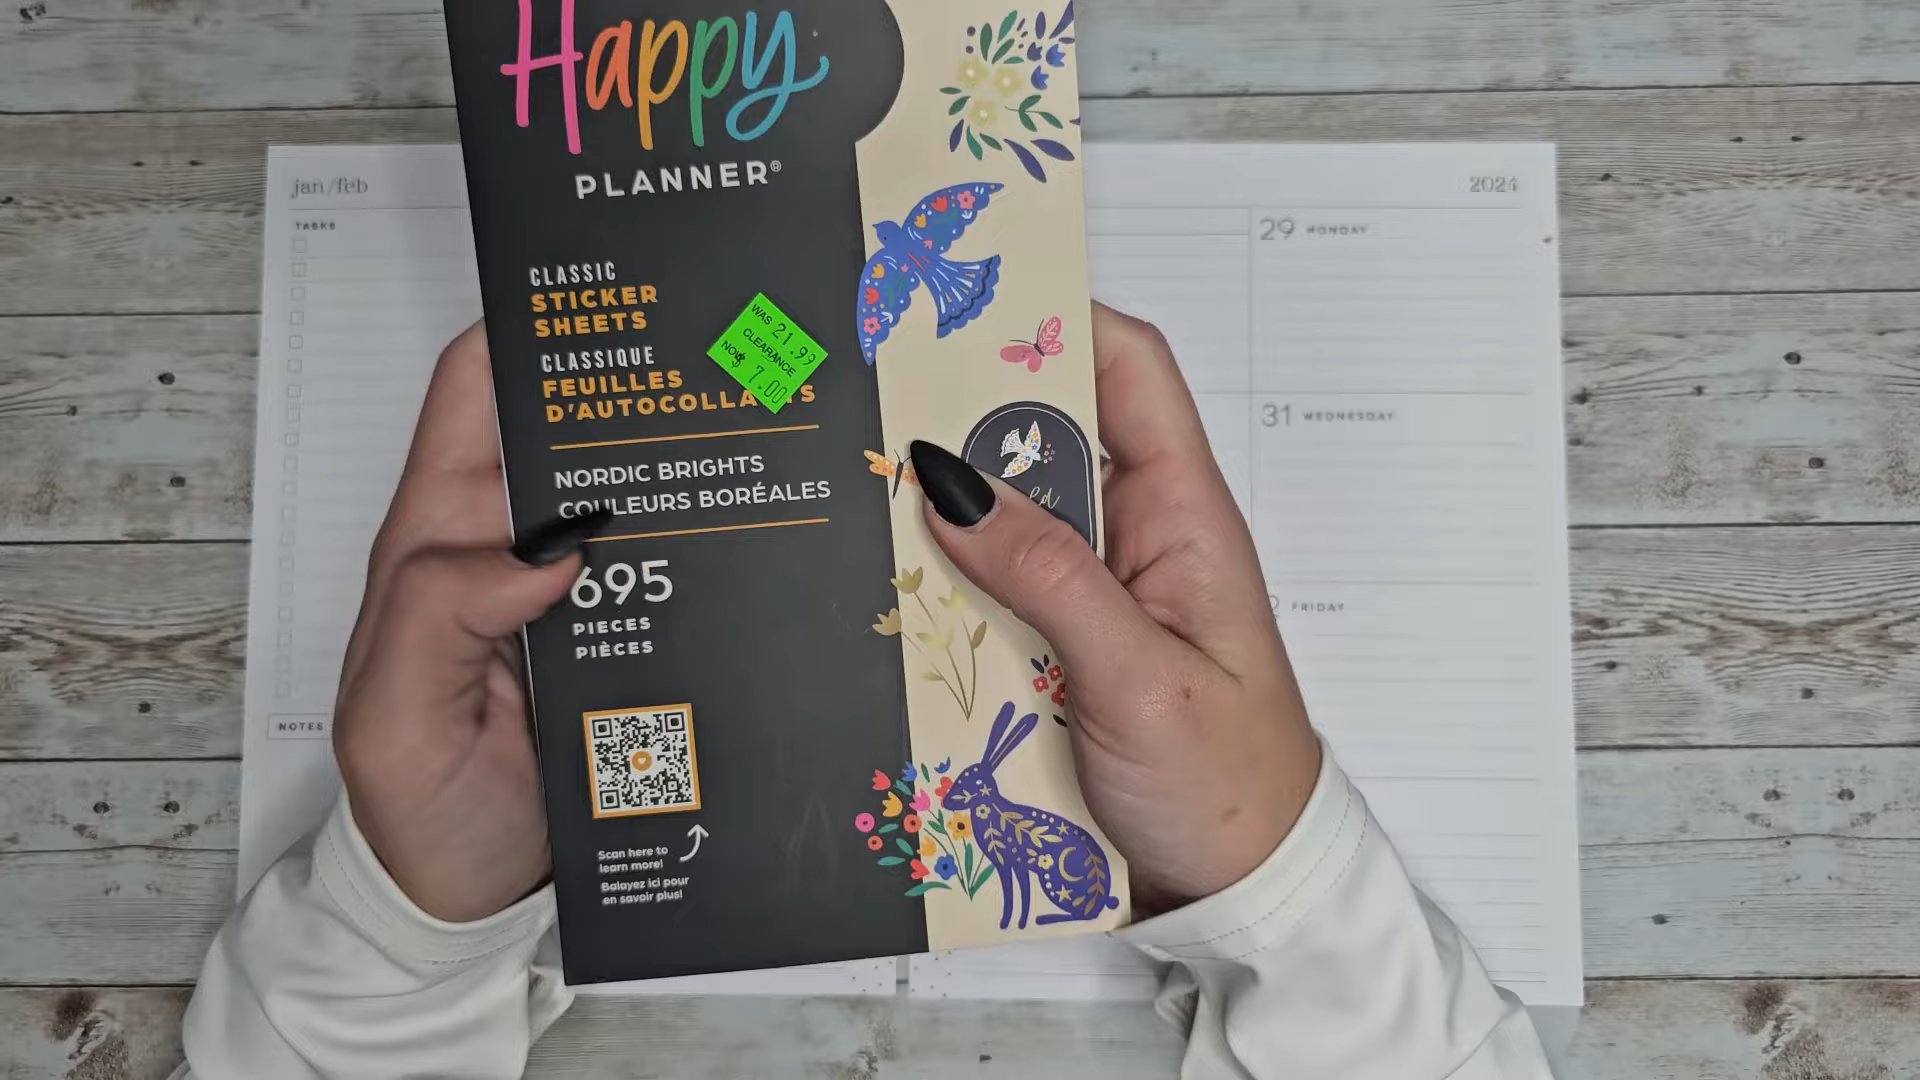 Happy
PLANNER®
CLASSIC
STICKER
SHEETS
CLASSIQUE
FEUILLES
WAS 21.99
CLEARANCE
NOW $ 7.00
NORDIC BRIGHTS
COULEURS BORÉALES
695
PIECES
PIÈCES
Scan here to
learn more!
Balayez ici pour
en savoir plus!
jan/feb
TASKS
NOTES
2024
29 MONDAY
31 WEDNESDAY
FRIDAY